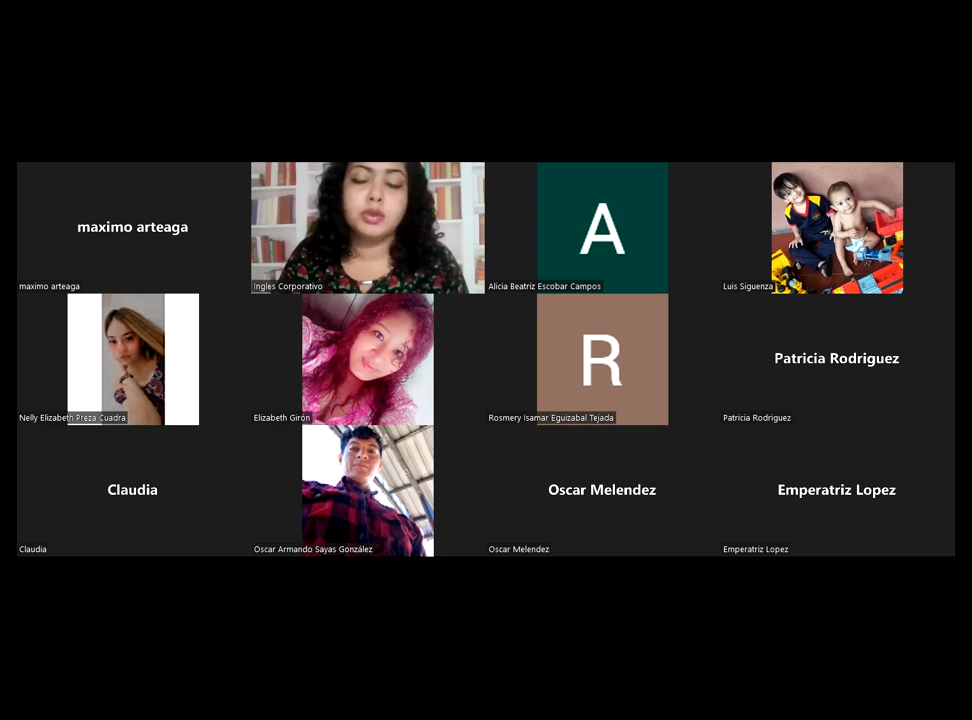 maximo arteaga
maximo arteaga
Ingles Corporativo
A
Alicia Beatriz Escobar Campos
Luis Siguenza
Nelly Elizabeth Preza Cuadra
Elizabeth Girón
R
Rosmery Isamar Eguizabal Tejada
Patricia Rodriguez
Patricia Rodriguez
Claudia
Claudia
Oscar Armando Sayas González
Oscar Melendez
Oscar Melendez
Emperatriz Lopez
Emperatriz Lopez